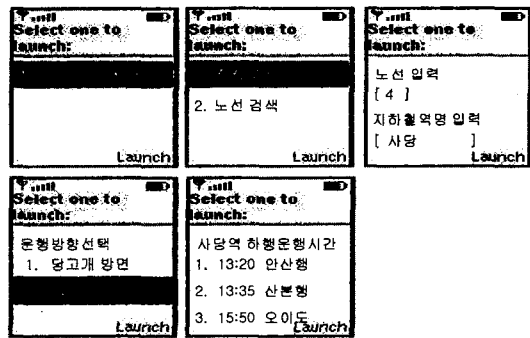 Select one to
launch:
Launch
Select one to
launch:
2. 노선 검색
Launch
Select one to
launch:
노선 입력
[ 4 ]
지하철역명 입력
[ 사당 ]
Launch
Select one to
launch:
운행방향선택
1. 당고개 방면
Launch
Select one to
launch:
사당역 하행운행시간
1. 13:20 안산행
2. 13:35 산본행
3. 15:50 오이도
Launch